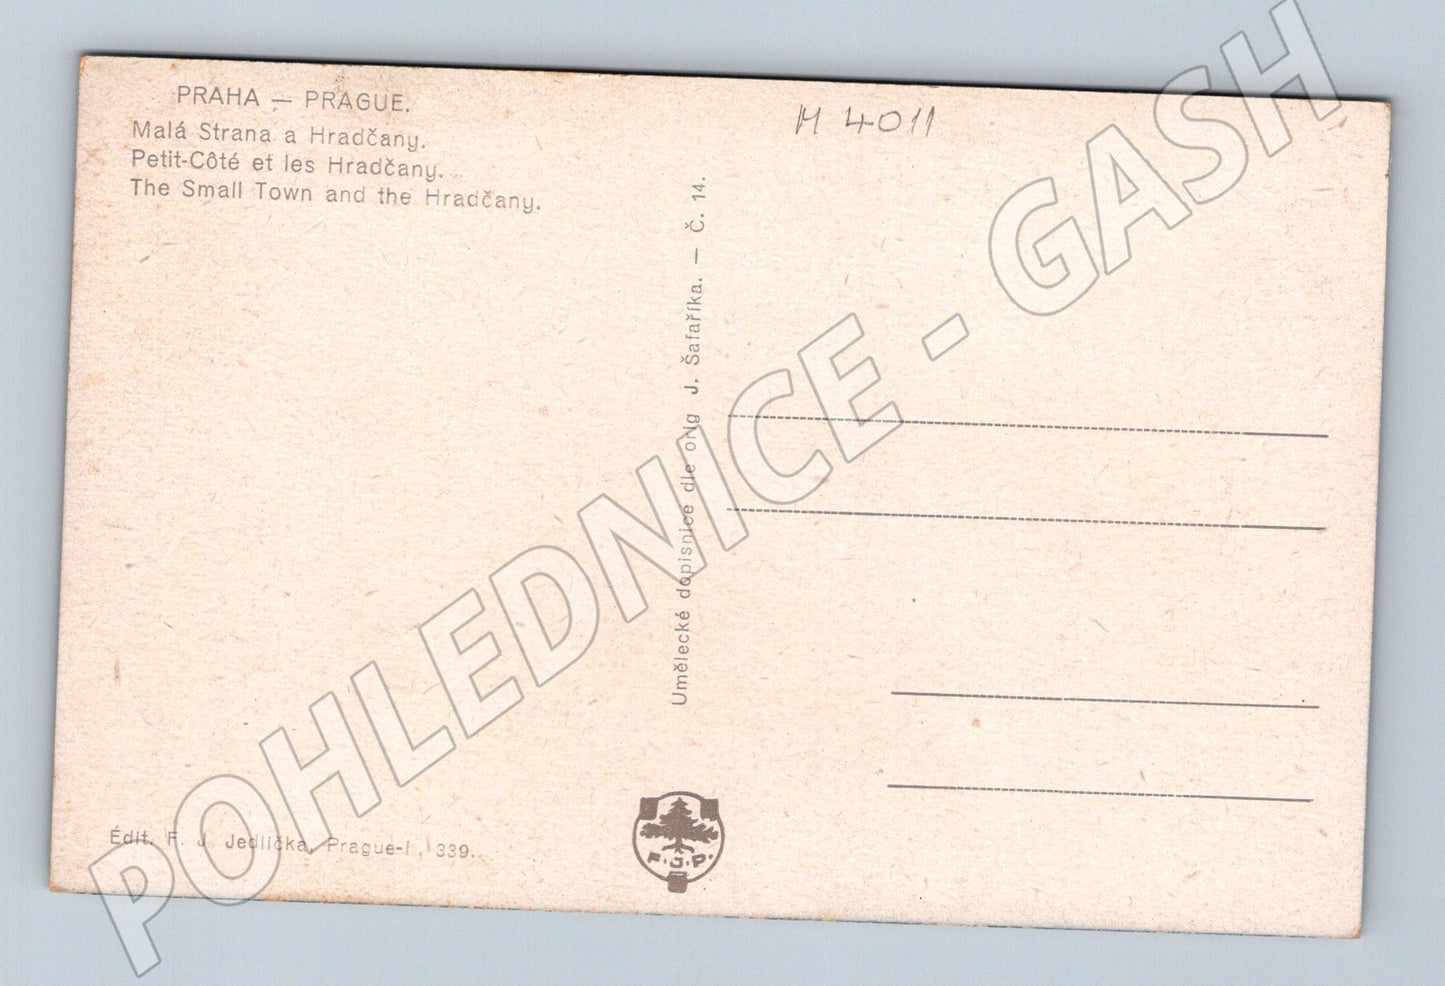 PRAHA — PRAGUE.
Malá Strana a Hradčany.
Petit-Côté et les Hradčany.
The Small Town and the Hradčany.
H 4011
Umělecké dopisnice dle orig J. Šafaříka. — Č. 14.
Édit. F. J. Jedlička, Prague-I, 339.
F. J. P.
POHLEDNICE - GASH